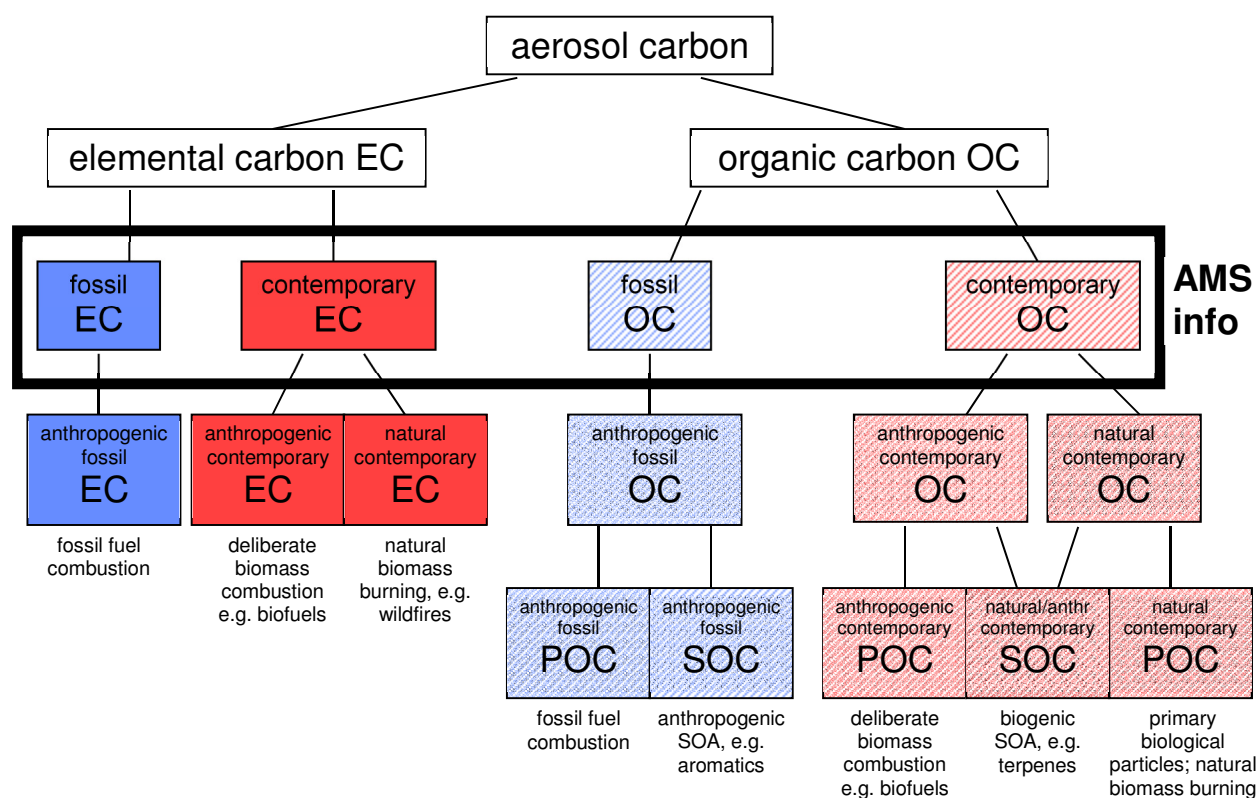 aerosol carbon
elemental carbon EC
organic carbon OC
fossil
EC
contemporary
EC
fossil
OC
contemporary
OC
AMS
info
anthropogenic
fossil
EC
anthropogenic
contemporary
EC
natural
contemporary
EC
anthropogenic
fossil
OC
anthropogenic
contemporary
OC
natural
contemporary
OC
fossil fuel
combustion
deliberate
biomass
combustion
e.g. biofuels
natural
biomass
burning, e.g.
wildfires
anthropogenic
fossil
POC
anthropogenic
fossil
SOC
anthropogenic
contemporary
POC
natural/anthr
contemporary
SOC
natural
contemporary
POC
fossil fuel
combustion
anthropogenic
SOA, e.g.
aromatics
deliberate
biomass
combustion
e.g. biofuels
biogenic
SOA, e.g.
terpenes
primary
biological
particles; natural
biomass burning